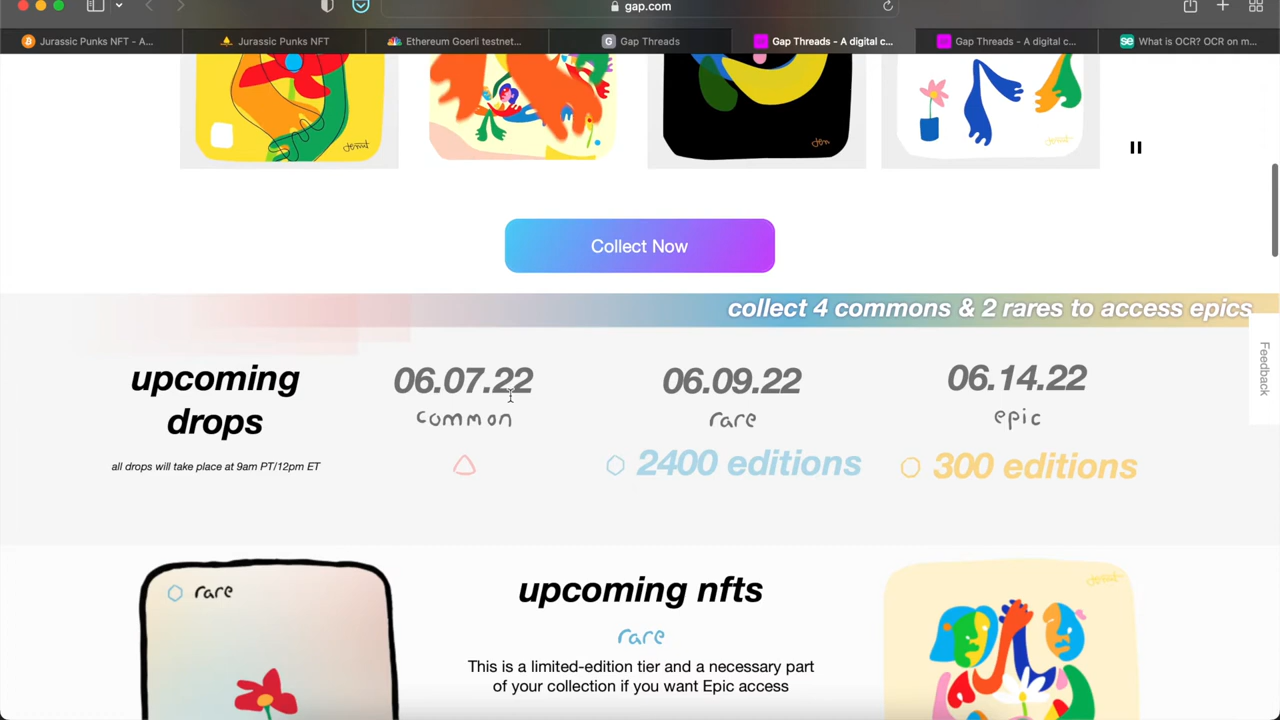 gap.com
Jurassic Punks NFT - A...
Jurassic Punks NFT
Ethereum Goerli testnet...
Gap Threads
Gap Threads - A digital c...
Gap Threads - A digital c...
What is OCR? OCR on m...
Collect Now
collect 4 commons & 2 rares to access epics
Feedback
upcoming
drops
all drops will take place at 9am PT/12pm ET
06.07.22
common
06.09.22
rare
2400 editions
06.14.22
epic
300 editions
rare
upcoming nfts
rare
This is a limited-edition tier and a necessary part
of your collection if you want Epic access